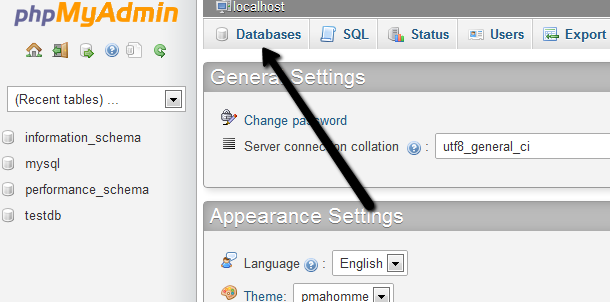 phpMyAdmin
localhost
Databases SQL Status Users Export
(Recent tables) ...
information_schema
mysql
performance_schema
testdb
General Settings
Change password
Server connection collation : utf8_general_ci
Appearance Settings
Language : English
Theme: pmahomme